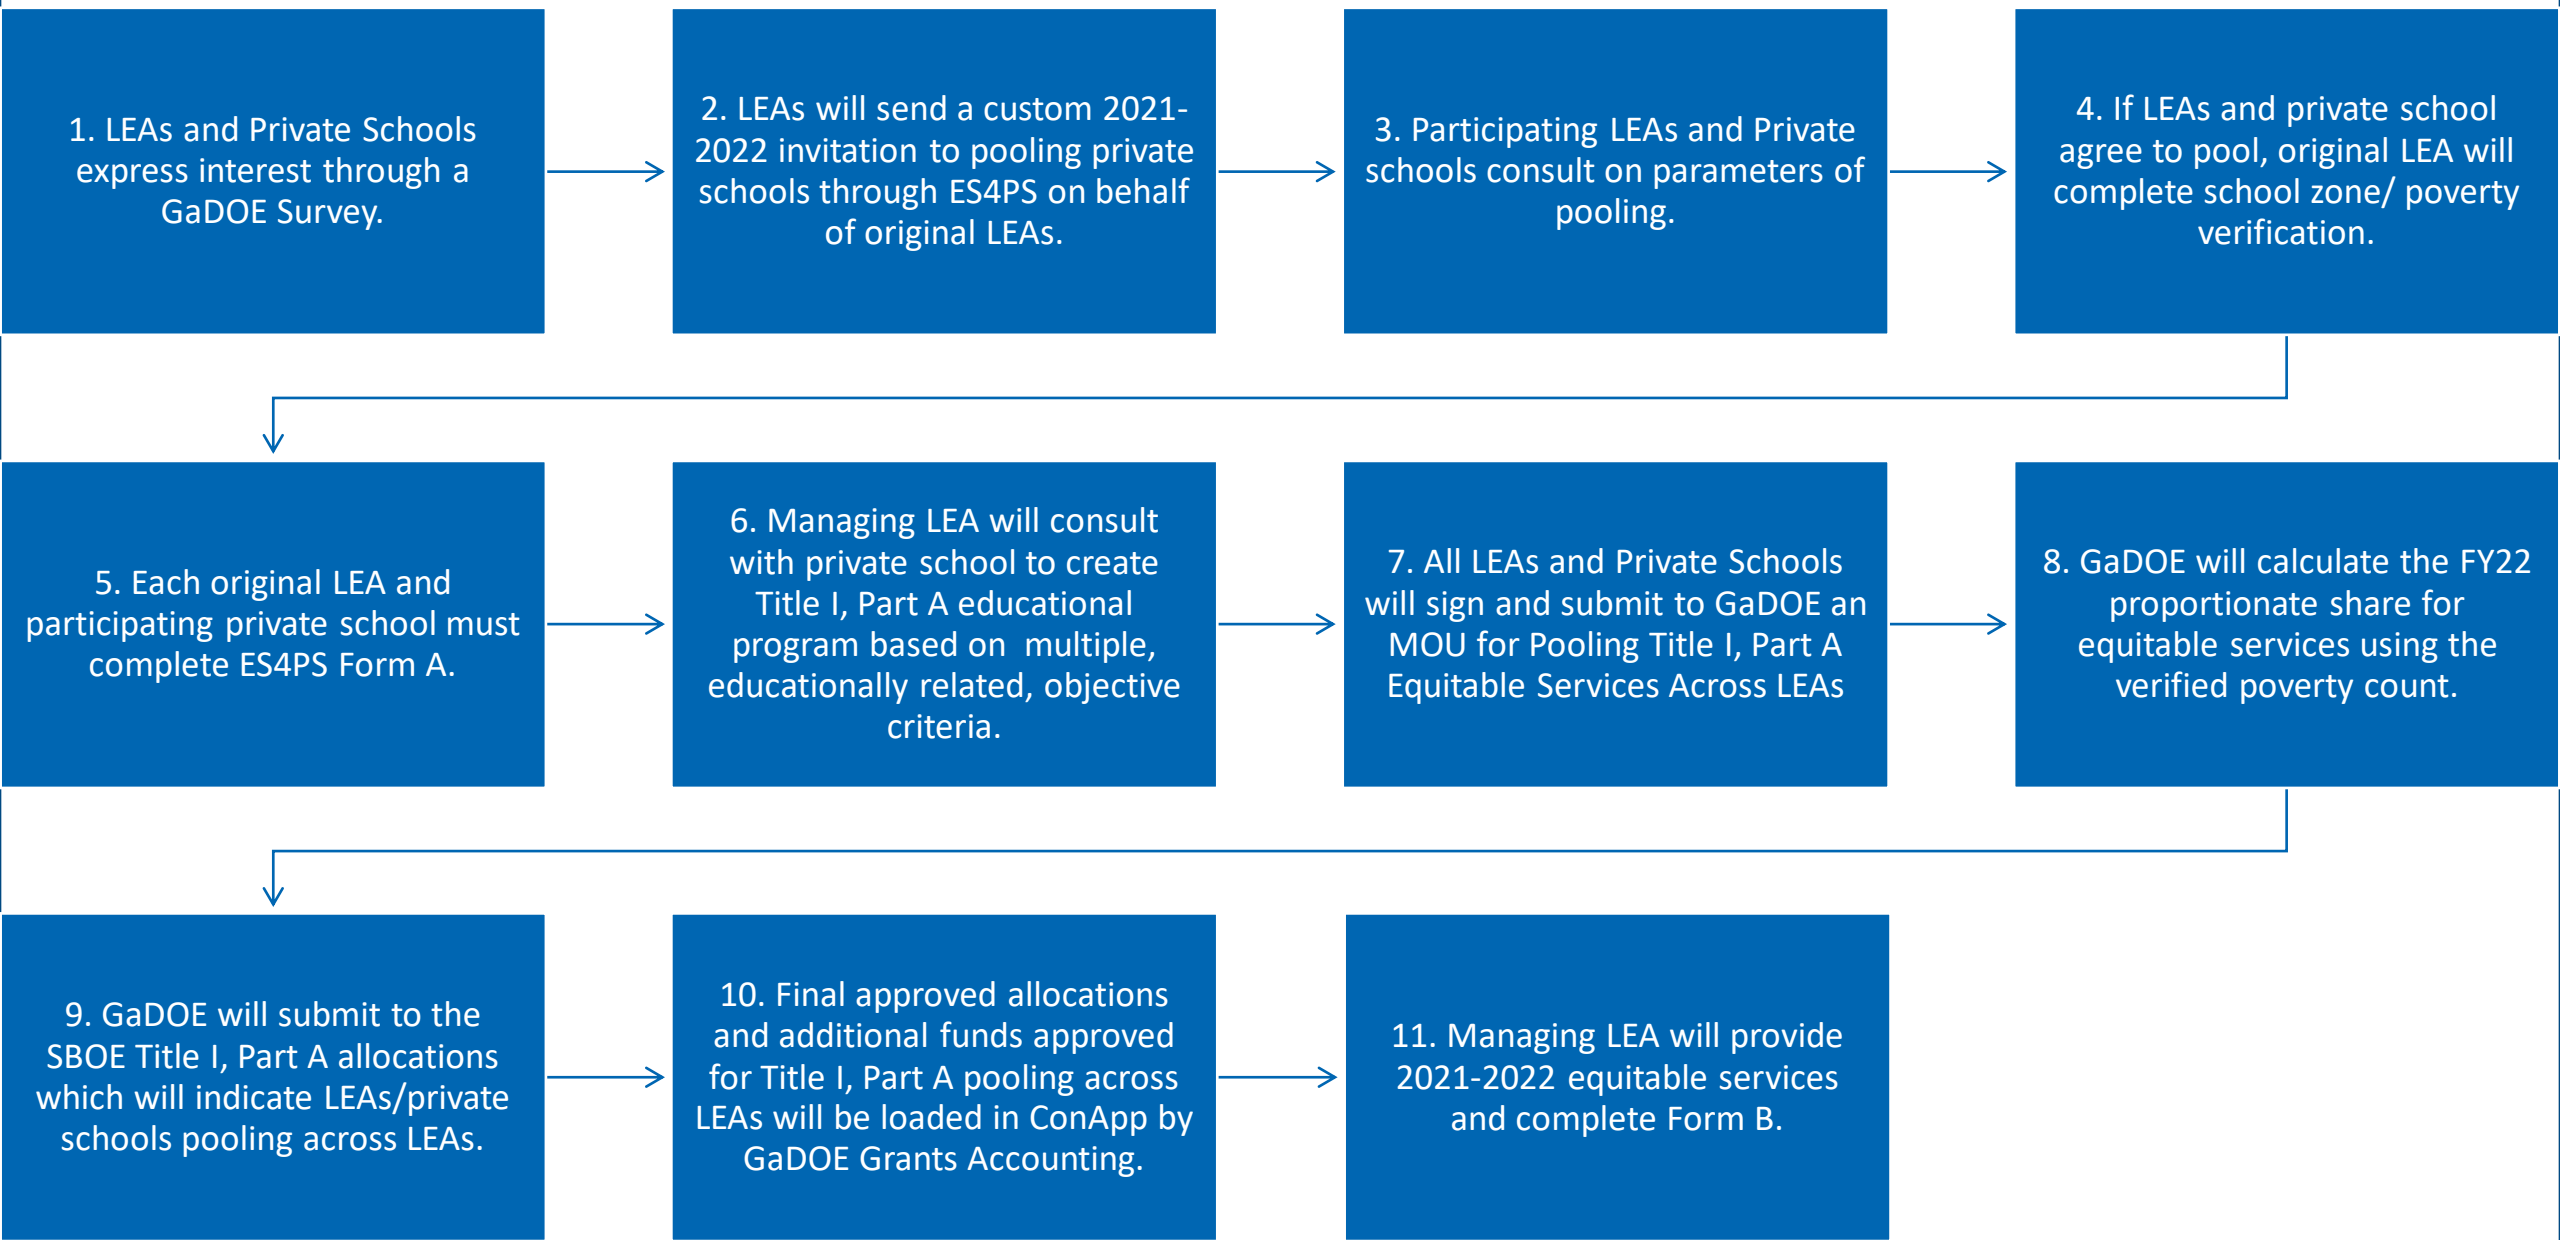 1. LEAs and Private Schools
express interest through a
GaDOE Survey.
2. LEAs will send a custom 2021-
2022 invitation to pooling private
schools through ES4PS on behalf
of original LEAs.
3. Participating LEAs and Private
schools consult on parameters of
pooling.
4. If LEAs and private school
agree to pool, original LEA will
complete school zone/ poverty
verification.
5. Each original LEA and
participating private school must
complete ES4PS Form A.
6. Managing LEA will consult
with private school to create
Title I, Part A educational
program based on  multiple,
educationally related, objective
criteria.
7. All LEAs and Private Schools
will sign and submit to GaDOE an
MOU for Pooling Title I, Part A
Equitable Services Across LEAs
8. GaDOE will calculate the FY22
proportionate share for
equitable services using the
verified poverty count.
9. GaDOE will submit to the
SBOE Title I, Part A allocations
which will indicate LEAs/private
schools pooling across LEAs.
10. Final approved allocations
and additional funds approved
for Title I, Part A pooling across
LEAs will be loaded in ConApp by
GaDOE Grants Accounting.
11. Managing LEA will provide
2021-2022 equitable services
and complete Form B.